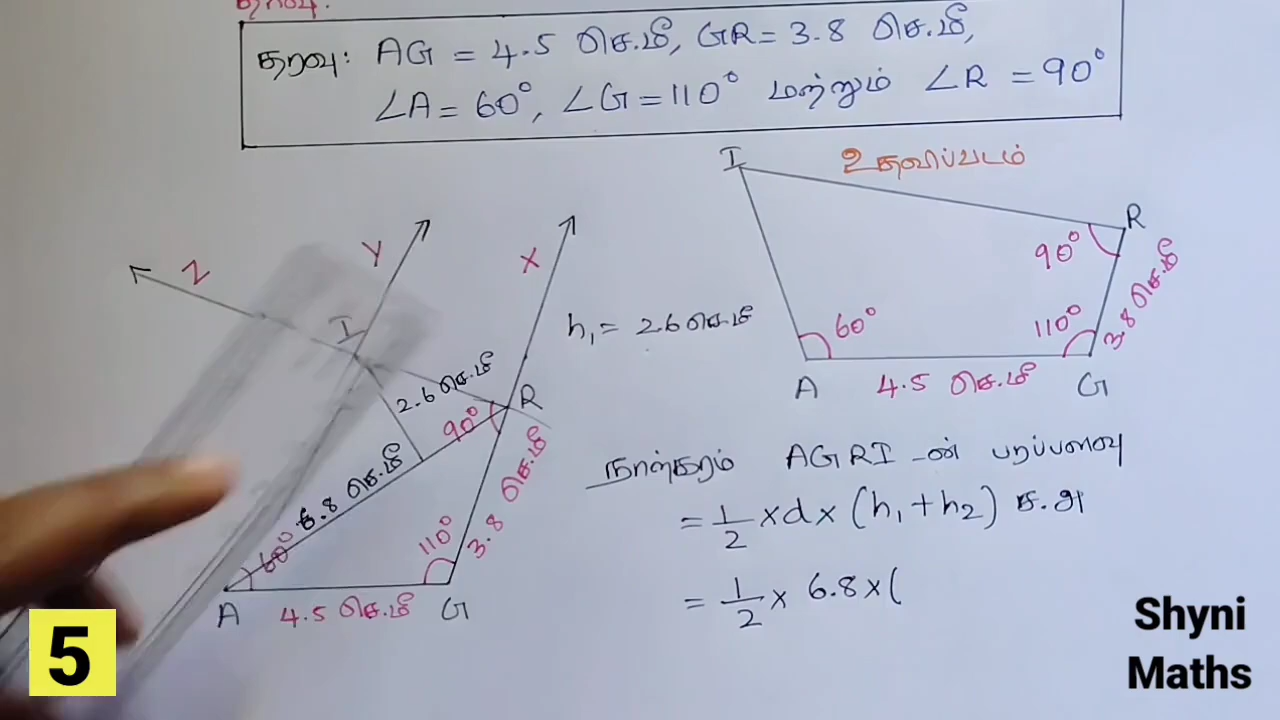 தரவு: AG = 4.5 செ.மீ, GR = 3.8 செ.மீ,
∠A = 60°, ∠G = 110° மற்றும் ∠R = 90°
உதவிப்படம்
I
R
90°
60°
110°
3.8 செ.மீ
A
4.5 செ.மீ
G
Z
Y
X
I
h₁ = 2.6 செ.மீ
2.6 செ.மீ
90°
R
6.8 செ.மீ
3.8 செ.மீ
60°
110°
A
4.5 செ.மீ
G
நாற்கரம் AGRI -ன் பரப்பளவு
= 1/2 × d × (h₁ + h₂) ச.அ
= 1/2 × 6.8 × (
5
Shyni
Maths